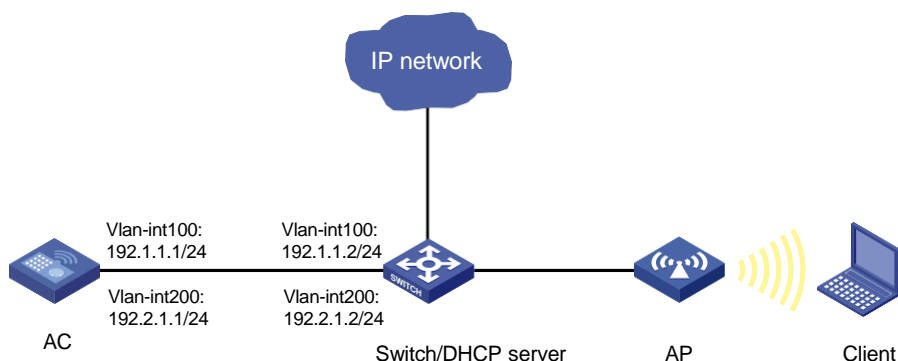 IP network
Vlan-int100:
192.1.1.1/24
Vlan-int100:
192.1.1.2/24
Vlan-int200:
192.2.1.1/24
Vlan-int200:
192.2.1.2/24
SWITCH
AC
Switch/DHCP server
AP
Client